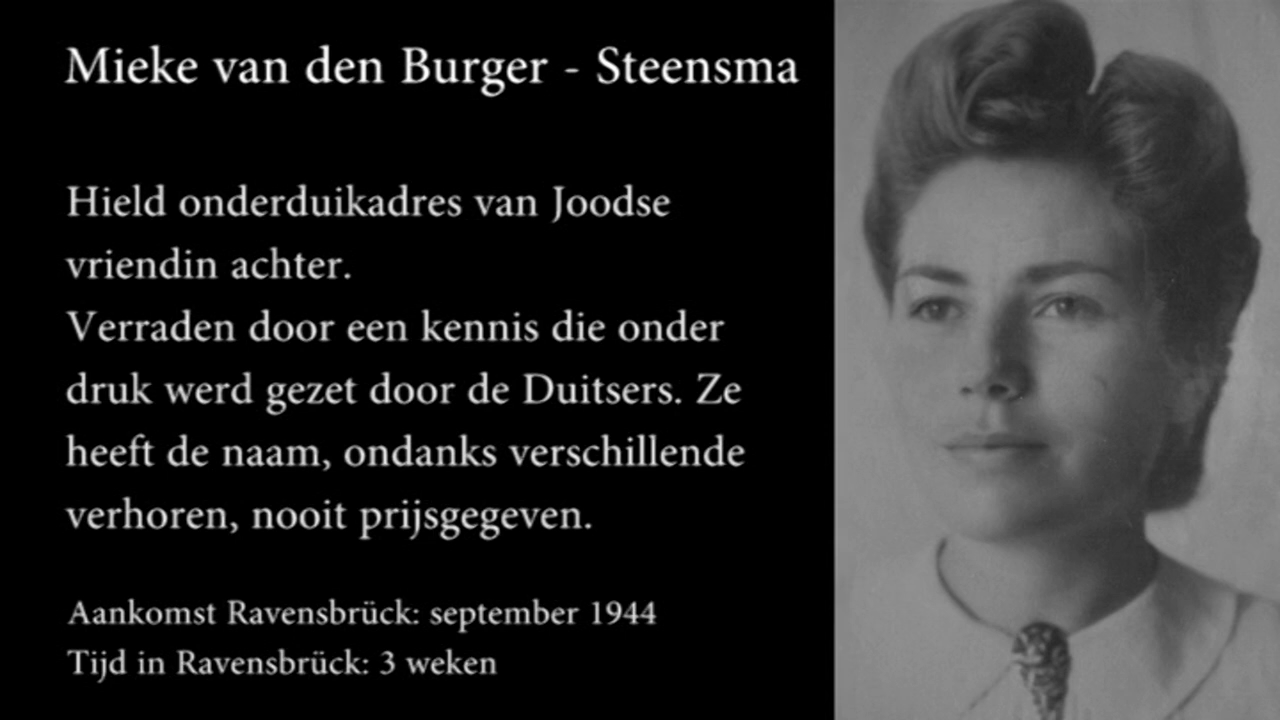 Mieke van den Burger - Steensma
Hield onderduikadres van Joodse
vriendin achter.
Verraden door een kennis die onder
druk werd gezet door de Duitsers. Ze
heeft de naam, ondanks verschillende
verhoren, nooit prijsgegeven.
Aankomst Ravensbrück: september 1944
Tijd in Ravensbrück: 3 weken